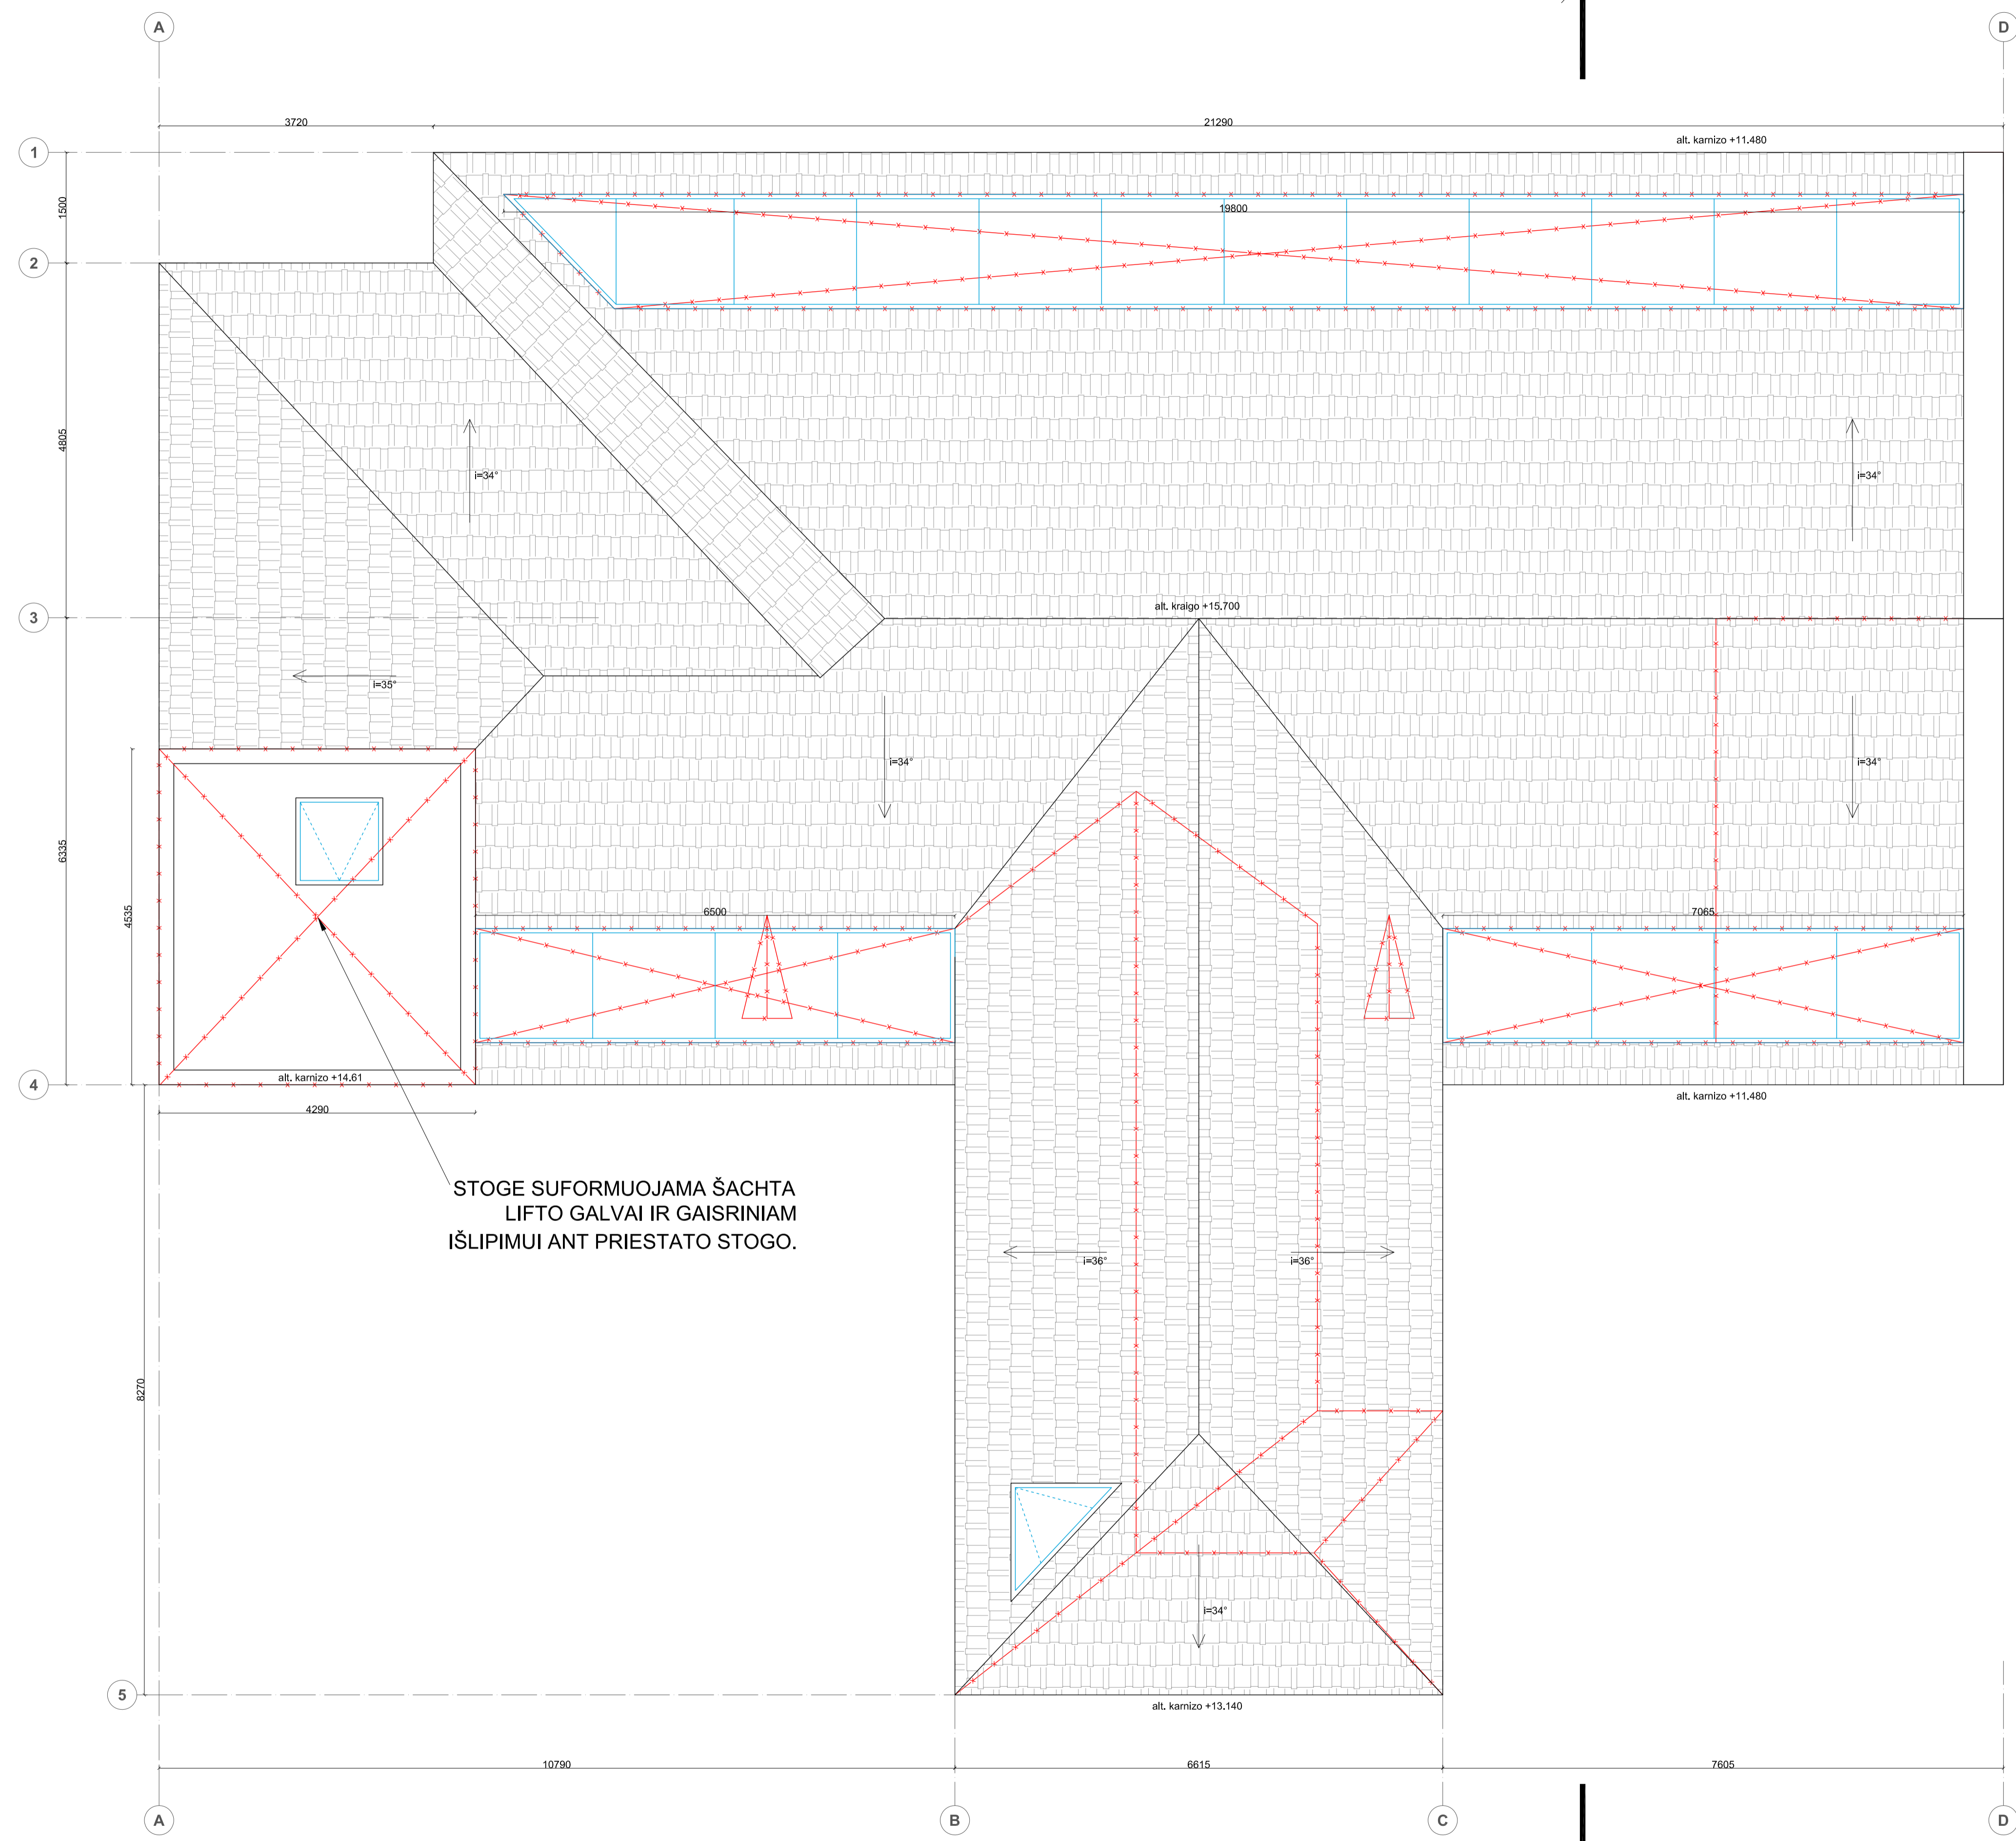 A
D
3720
21290
alt. karnizo +11.480
1
1500
19800
2
4805
i=34°
i=34°
3
alt. kraigo +15.700
i=35°
i=34°
i=34°
6335
4535
6500
7065
alt. karnizo +14.61
4
alt. karnizo +11.480
4290
STOGE SUFORMUOJAMA ŠACHTA
LIFTO GALVAI IR GAISRINIAM
IŠLIPIMUI ANT PRIESTATO STOGO.
i=36°
i=36°
8270
i=34°
5
alt. karnizo +13.140
10790
6615
7605
A
B
C
D